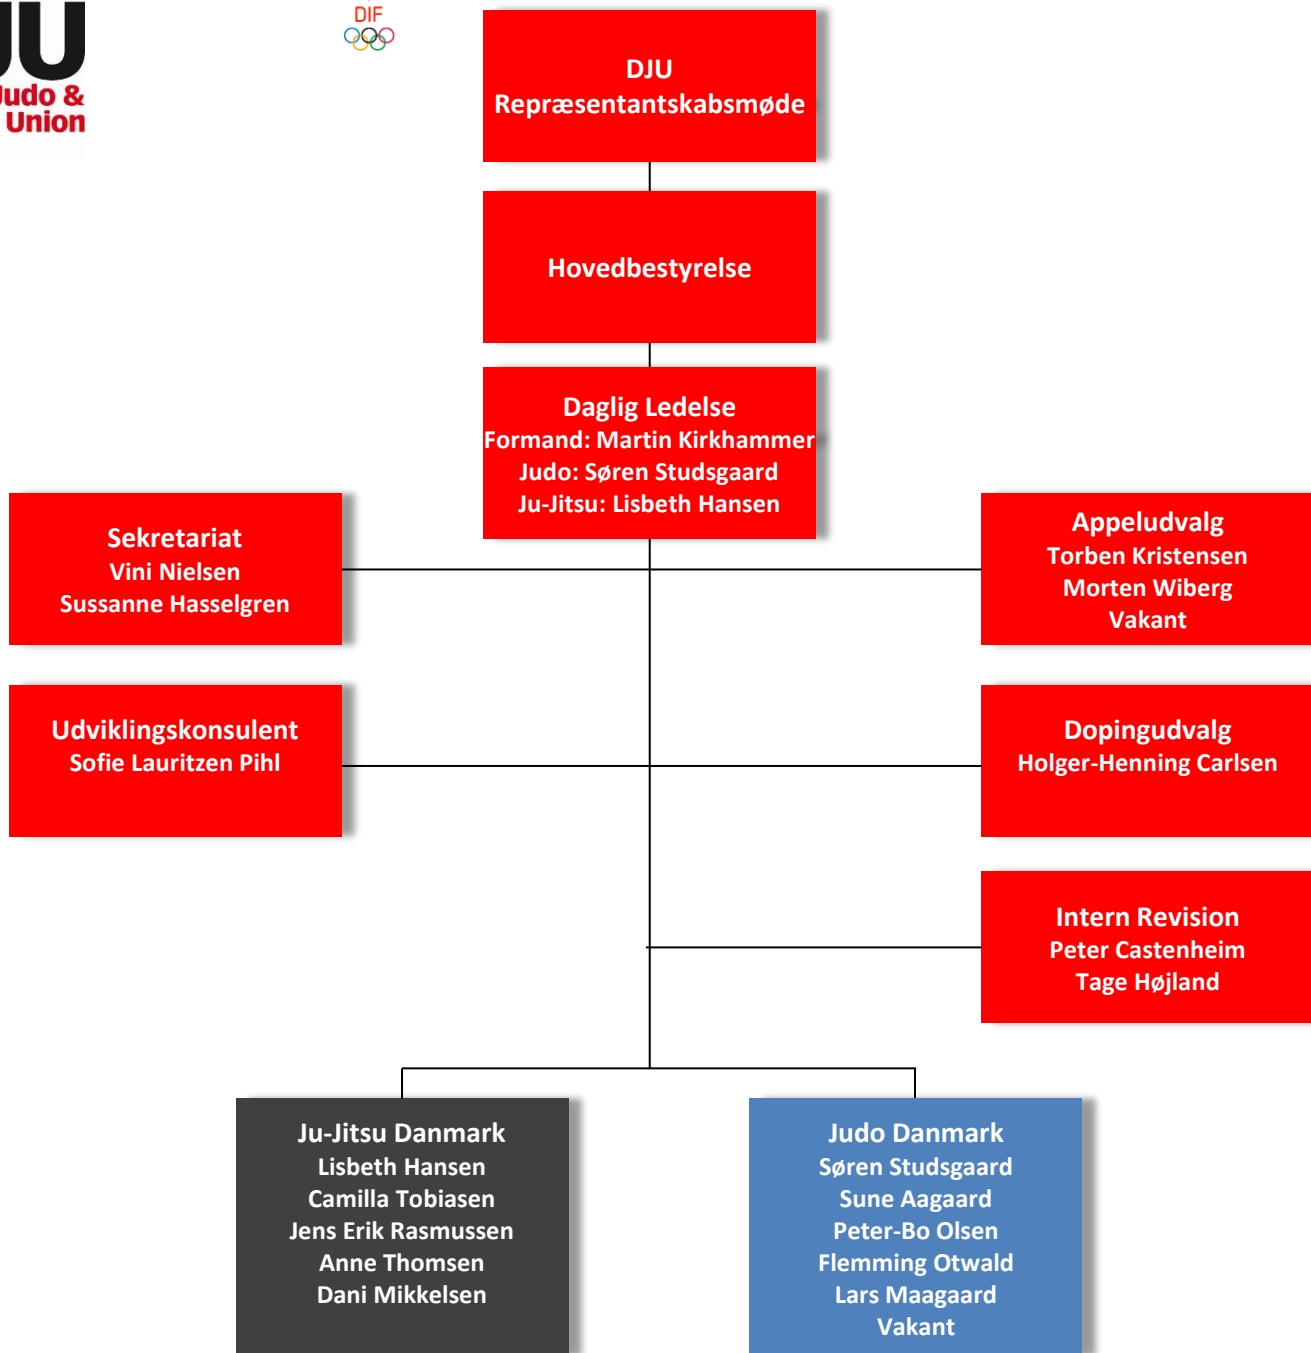 JU
Judo &
Union
DIF
DJU
Repræsentantskabsmøde
Hovedbestyrelse
Daglig Ledelse
Formand: Martin Kirkhammer
Judo: Søren Studsgaard
Ju-Jitsu: Lisbeth Hansen
Sekretariat
Vini Nielsen
Sussanne Hasselgren
Appeludvalg
Torben Kristensen
Morten Wiberg
Vakant
Udviklingskonsulent
Sofie Lauritzen Pihl
Dopingudvalg
Holger-Henning Carlsen
Intern Revision
Peter Castenheim
Tage Højland
Ju-Jitsu Danmark
Lisbeth Hansen
Camilla Tobiasen
Jens Erik Rasmussen
Anne Thomsen
Dani Mikkelsen
Judo Danmark
Søren Studsgaard
Sune Aagaard
Peter-Bo Olsen
Flemming Otwald
Lars Maagaard
Vakant